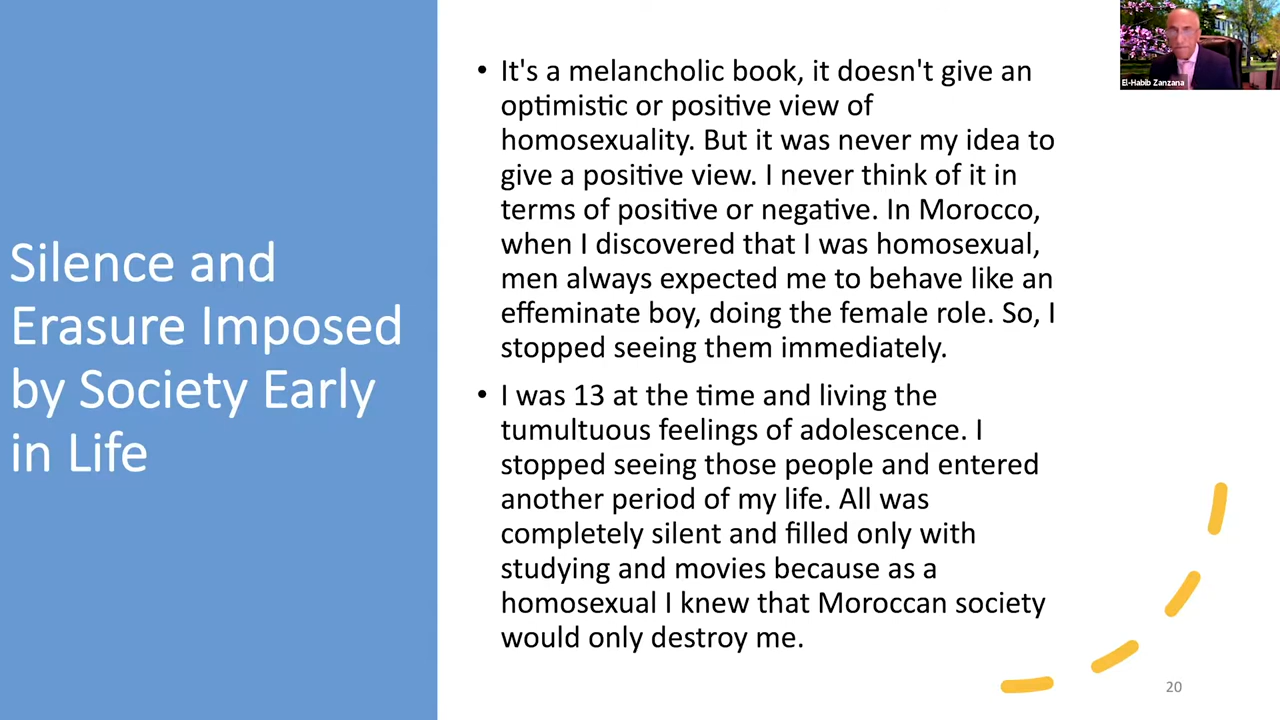 Silence and
Erasure Imposed
by Society Early
in Life
• It's a melancholic book, it doesn't give an
optimistic or positive view of
homosexuality. But it was never my idea to
give a positive view. I never think of it in
terms of positive or negative. In Morocco,
when I discovered that I was homosexual,
men always expected me to behave like an
effeminate boy, doing the female role. So, I
stopped seeing them immediately.
• I was 13 at the time and living the
tumultuous feelings of adolescence. I
stopped seeing those people and entered
another period of my life. All was
completely silent and filled only with
studying and movies because as a
homosexual I knew that Moroccan society
would only destroy me.
El-Habib Zanzana
20